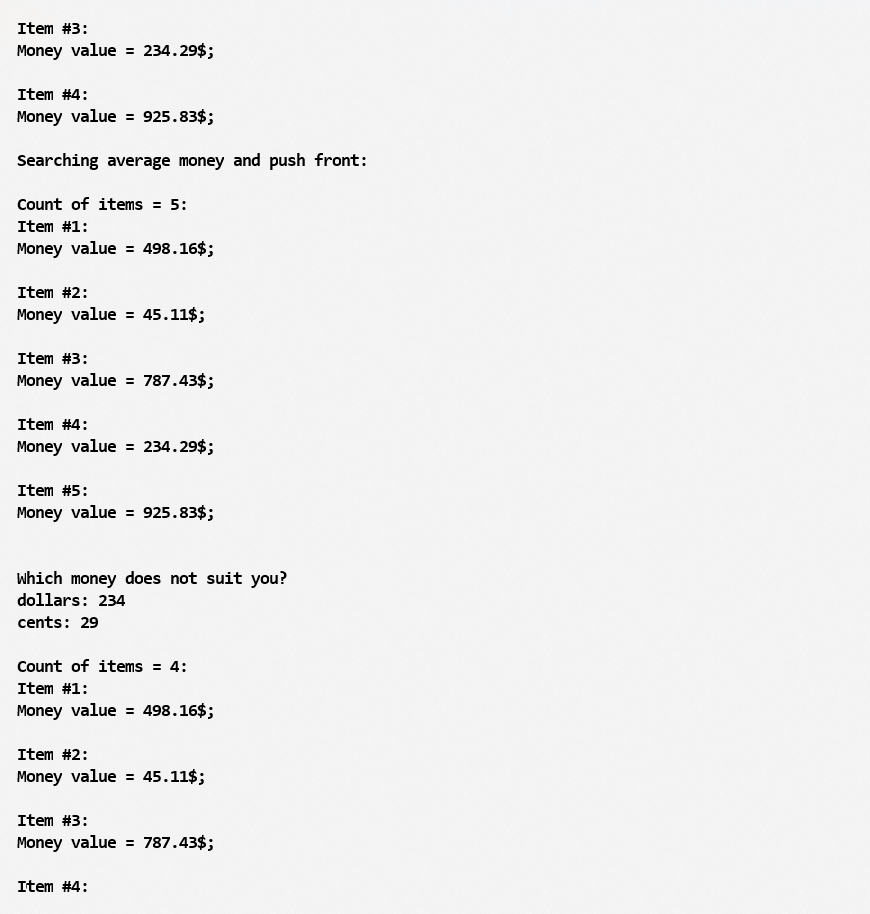 Item #3:
Money value = 234.29$;
Item #4:
Money value = 925.83$;
Searching average money and push front:
Count of items = 5:
Item #1:
Money value = 498.16$;
Item #2:
Money value = 45.11$;
Item #3:
Money value = 787.43$;
Item #4:
Money value = 234.29$;
Item #5:
Money value = 925.83$;
Which money does not suit you?
dollars: 234
cents: 29
Count of items = 4:
Item #1:
Money value = 498.16$;
Item #2:
Money value = 45.11$;
Item #3:
Money value = 787.43$;
Item #4: